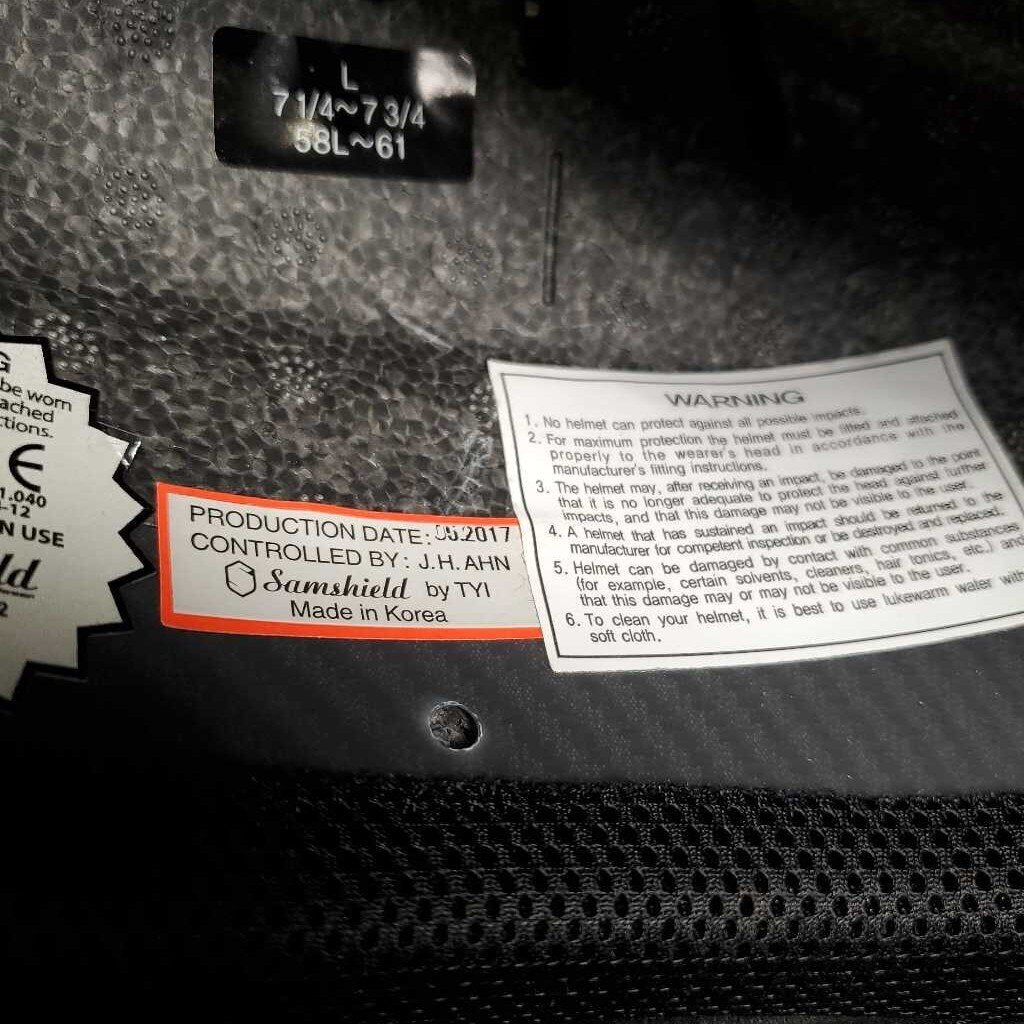 L
7 1/4~7 3/4
58L~61
G
be worn
ached
ctions.
CE
1.040
-12
N USE
ld
2
PRODUCTION DATE: 05.2017
CONTROLLED BY: J.H.AHN
Samshield by TYI
Made in Korea
WARNING
1. No helmet can protect against all possible impacts.
2. For maximum protection the helmet must be fitted and attached
properly to the wearer's head in accordance with the
manufacturer's fitting instructions.
3. The helmet may, after receiving an impact, be damaged to the point
that it is no longer adequate to protect the head against further
impacts, and that this damage may not be visible to the user.
4. A helmet that has sustained an impact should be returned to the
manufacturer for competent inspection or be destroyed and replaced.
5. Helmet can be damaged by contact with common substances
(for example, certain solvents, cleaners, hair tonics, etc.) and
that this damage may or may not be visible to the user.
6. To clean your helmet, it is best to use lukewarm water with
soft cloth.